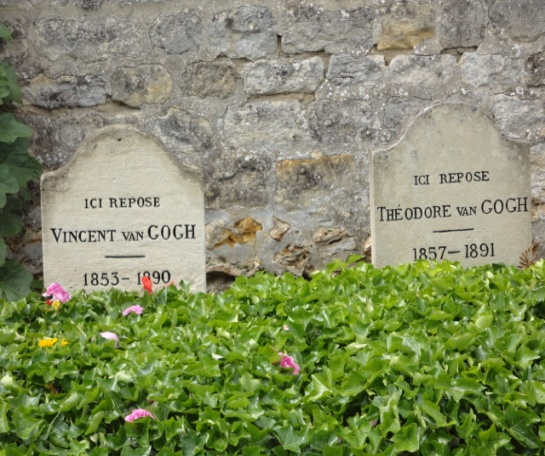 ICI REPOSE
VINCENT VAN GOGH
1853-1890
ICI REPOSE
THÉODORE VAN GOGH
1857-1891